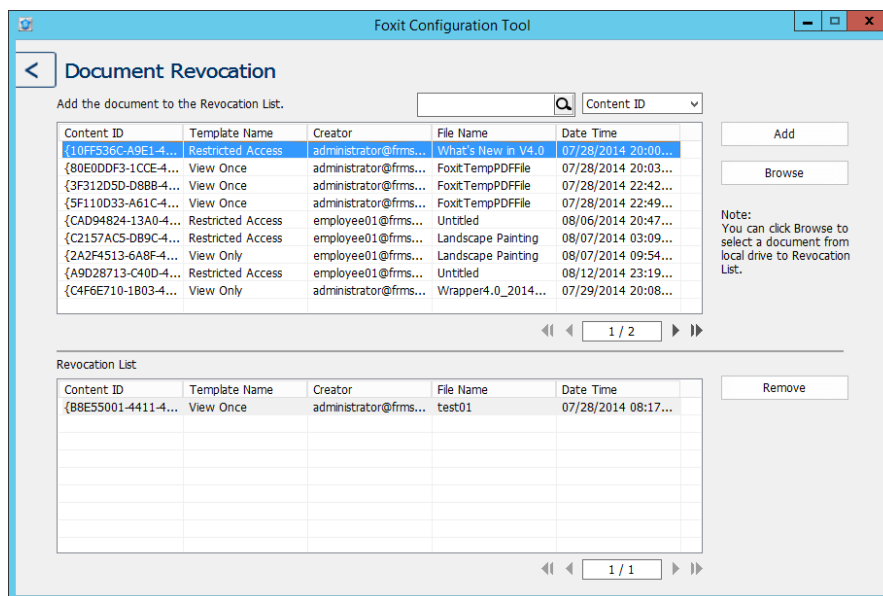 Foxit Configuration Tool
Document Revocation
Add the document to the Revocation List.
Content ID
Content ID Template Name Creator File Name Date Time
{10FF536C-A9E1-4... Restricted Access administrator@frms... What's New in V4.0 07/28/2014 20:00...
{80E0DDF3-1CCE-4... View Once administrator@frms... FoxitTempPDFFile 07/28/2014 20:03...
{3F312D5D-D8BB-4... View Once administrator@frms... FoxitTempPDFFile 07/28/2014 22:42...
{5F110D33-A61C-4... View Once administrator@frms... FoxitTempPDFFile 07/28/2014 22:49...
{CAD94824-13A0-4... Restricted Access employee01@frms... Untitled 08/06/2014 20:47...
{C2157AC5-DB9C-4... Restricted Access employee01@frms... Landscape Painting 08/07/2014 03:09...
{2A2F4513-6A8F-4... View Only employee01@frms... Landscape Painting 08/07/2014 09:54...
{A9D28713-C40D-4... Restricted Access employee01@frms... Untitled 08/12/2014 23:19...
{C4F6E710-1B03-4... View Only administrator@frms... Wrapper4.0_2014... 07/29/2014 20:08...
1 / 2
Add
Browse
Note:
You can click Browse to
select a document from
local drive to Revocation
List.
Revocation List
Content ID Template Name Creator File Name Date Time
{B8E55001-4411-4... View Once administrator@frms... test01 07/28/2014 08:17...
Remove
1 / 1